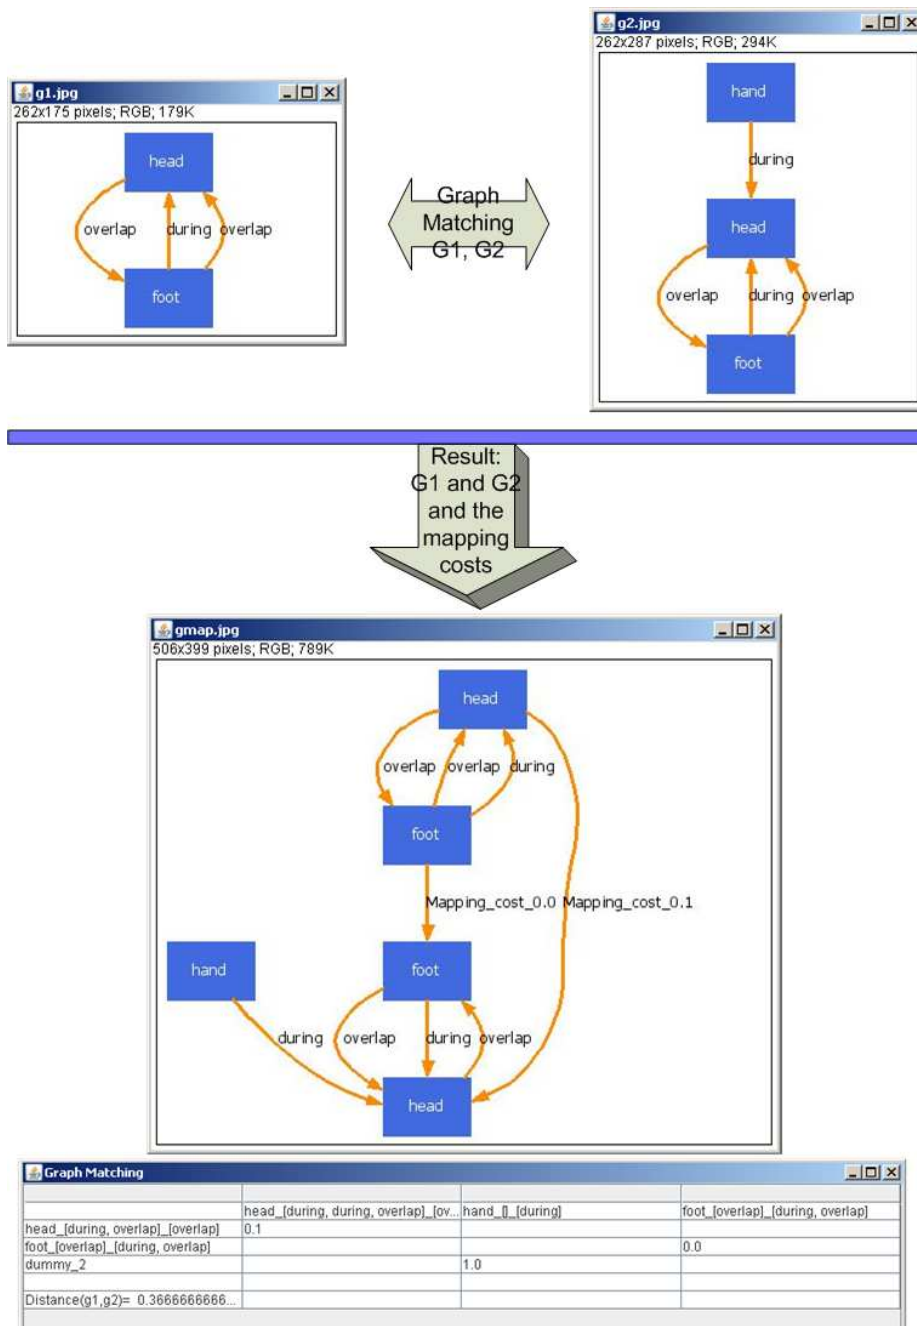 g1.jpg
262x175 pixels; RGB; 179K
head
overlap
during
overlap
foot
Graph
Matching
G1, G2
g2.jpg
262x287 pixels; RGB; 294K
hand
during
head
overlap
during
overlap
foot
Result:
G1 and G2
and the
mapping
costs
gmap.jpg
506x399 pixels; RGB; 789K
head
overlap
overlap
during
foot
Mapping_cost_0.0
Mapping_cost_0.1
hand
foot
during
overlap
during
overlap
head
Graph Matching
head_[during, during, overlap]_[ov... hand_[]_[during] foot_[overlap]_[during, overlap]
head_[during, overlap]_[overlap] 0.1
foot_[overlap]_[during, overlap] 0.0
dummy_2 1.0
Distance(g1,g2)= 0.3666666666...